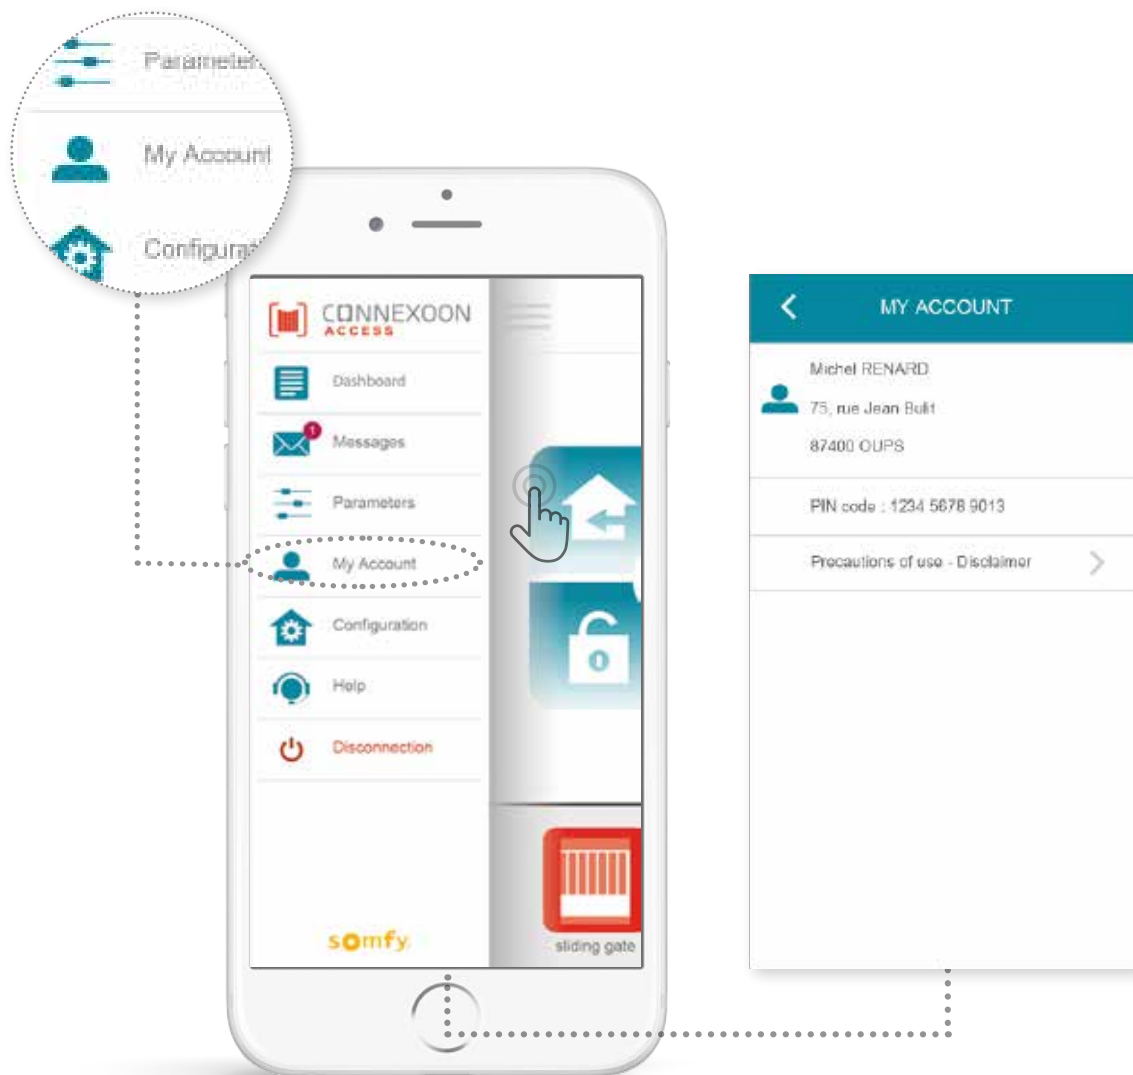 Parameter
My Account
Configurat
CONNEXOON
ACCESS
Dashboard
1
Messages
Parameters
My Account
Configuration
Help
Disconnection
somfy
sliding gate
MY ACCOUNT
Michel RENARD
75, rue Jean Bulit
87400 OUPS
PIN code : 1234 5678 9013
Precautions of use - Disclaimer